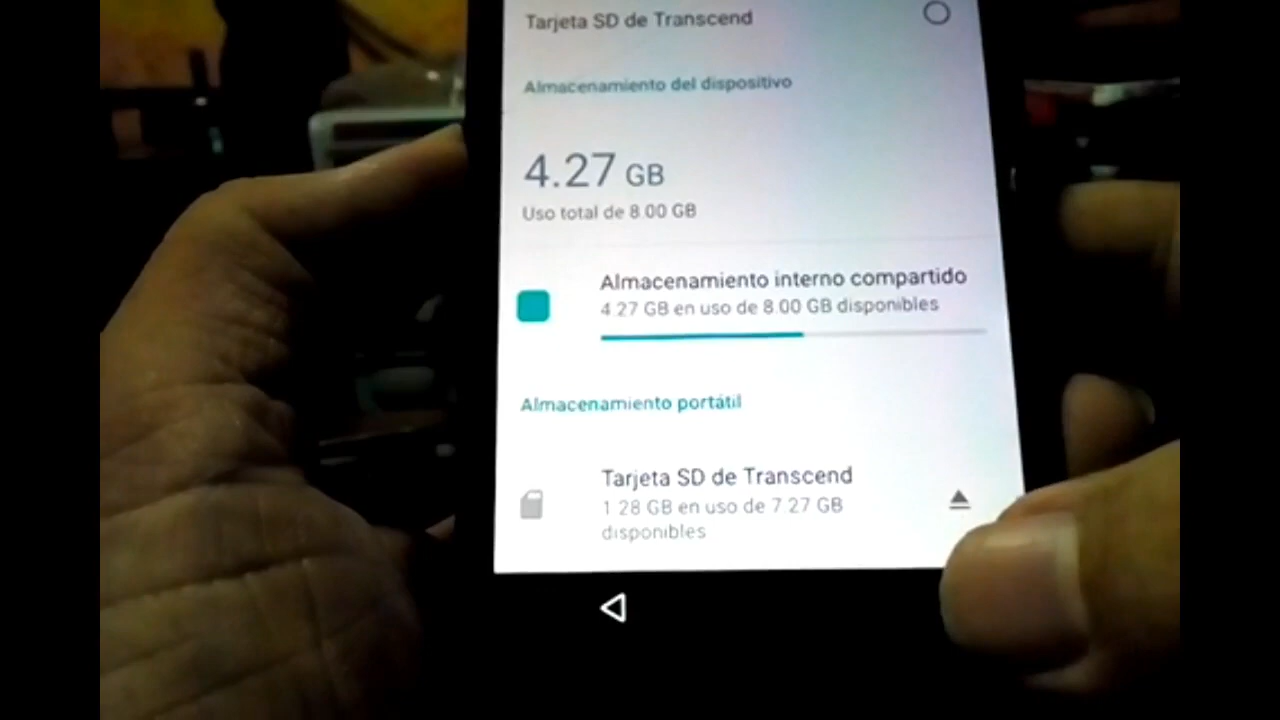 Tarjeta SD de Transcend
Almacenamiento del dispositivo
4.27 GB
Uso total de 8.00 GB
Almacenamiento interno compartido
4.27 GB en uso de 8.00 GB disponibles
Almacenamiento portátil
Tarjeta SD de Transcend
1.28 GB en uso de 7.27 GB
disponibles